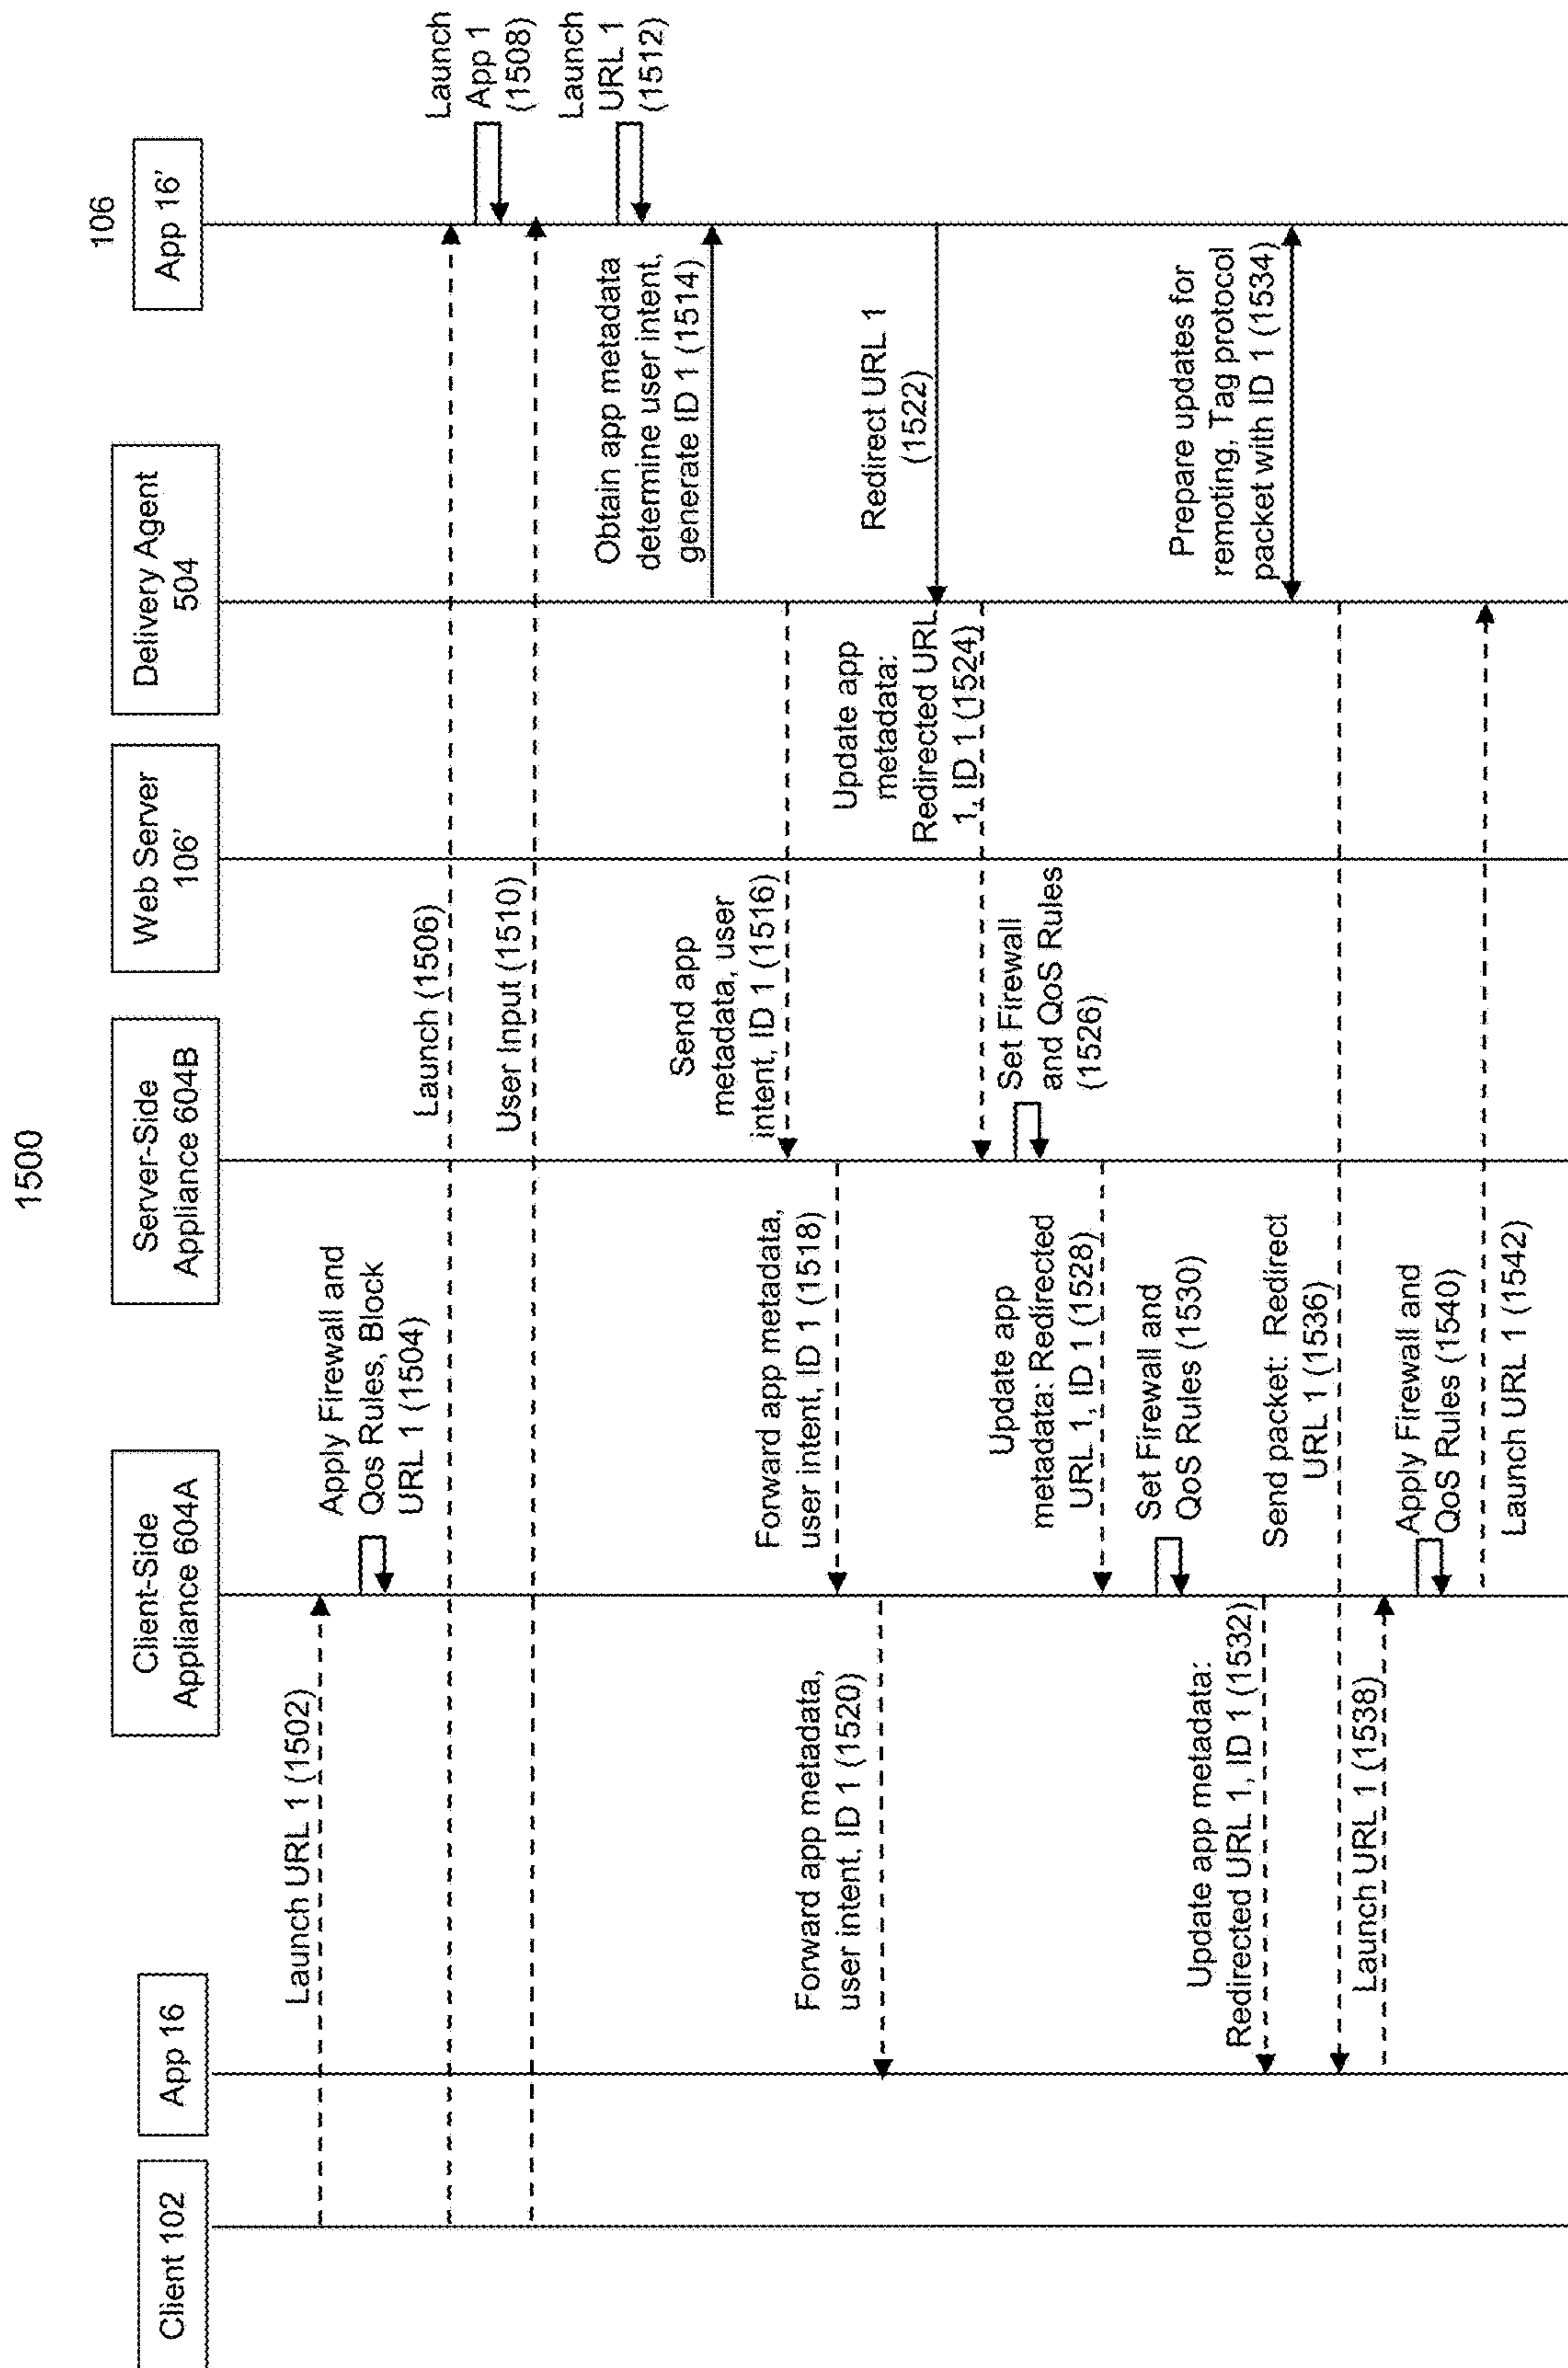 1500
106
Client 102
App 16
Client-Side
Appliance 604A
Server-Side
Appliance 604B
Web Server
106'
Delivery Agent
504
App 16'
Launch URL 1 (1502)
Apply Firewall and
Qos Rules, Block
URL 1 (1504)
Launch (1506)
Launch
App 1
(1508)
User Input (1510)
Launch
URL 1
(1512)
Obtain app metadata
determine user intent,
generate ID 1 (1514)
Send app
metadata, user
intent, ID 1 (1516)
Forward app metadata,
user intent, ID 1 (1518)
Forward app metadata,
user intent, ID 1 (1520)
Redirect URL 1
(1522)
Update app
metadata:
Redirected URL
1, ID 1 (1524)
Set Firewall
and QoS Rules
(1526)
Update app
metadata: Redirected
URL 1, ID 1 (1528)
Set Firewall and
QoS Rules (1530)
Update app metadata:
Redirected URL 1, ID 1 (1532)
Prepare updates for
remoting, Tag protocol
packet with ID 1 (1534)
Send packet: Redirect
URL 1 (1536)
Launch URL 1 (1538)
Apply Firewall and
QoS Rules (1540)
Launch URL 1 (1542)